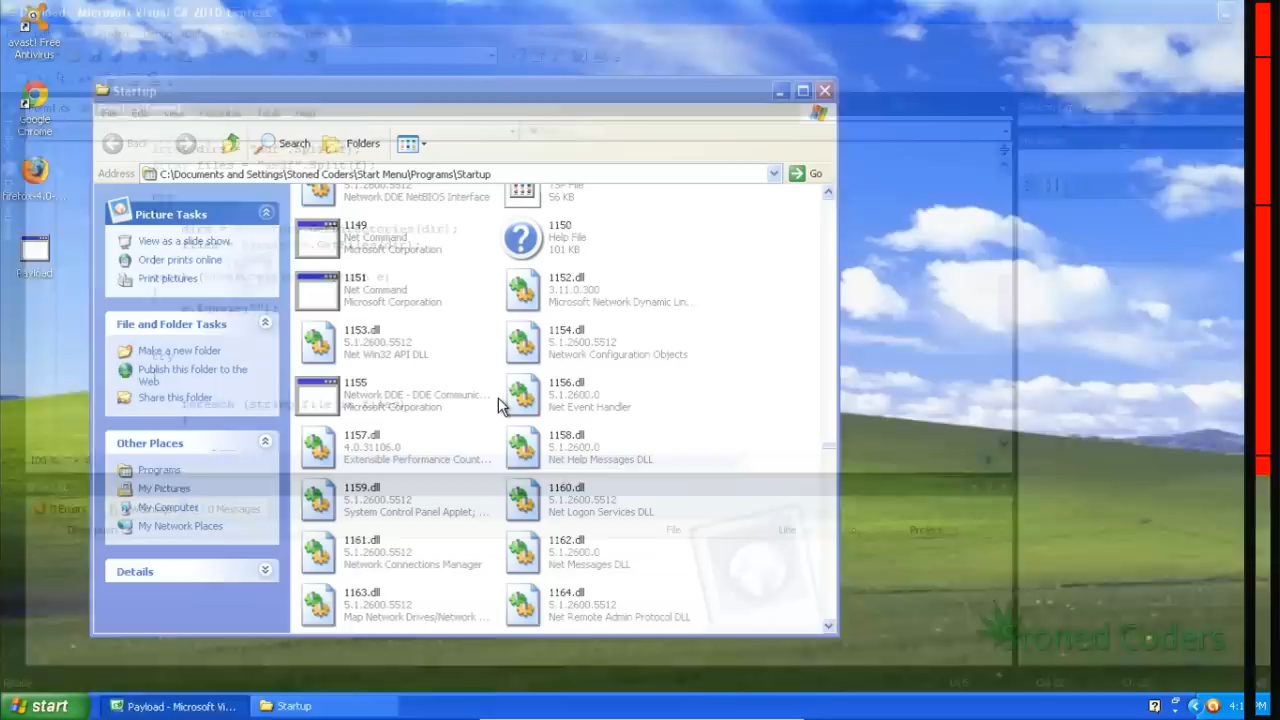 Payload - Microsoft Visual C# 2010 Express
avast! Free
Antivirus
Google
Chrome
firefox-4.0-...
Payload
Startup
Back
Search
Folders
Address
C:\Documents and Settings\Stoned Coders\Start Menu\Programs\Startup
Go
Picture Tasks
View as a slide show
Order prints online
Print pictures
File and Folder Tasks
Make a new folder
Publish this folder to the
Web
Share this folder
Other Places
Programs
My Pictures
My Computer
My Network Places
Details
5.1.2600.5512
Network DDE NetBIOS Interface
TSP File
56 KB
1149
Net Command
Microsoft Corporation
1150
Help File
101 KB
1151
Net Command
Microsoft Corporation
1152.dll
3.11.0.300
Microsoft Network Dynamic Lin...
1153.dll
5.1.2600.5512
Net Win32 API DLL
1154.dll
5.1.2600.5512
Network Configuration Objects
1155
Network DDE - DDE Communic...
Microsoft Corporation
1156.dll
5.1.2600.0
Net Event Handler
1157.dll
4.0.31106.0
Extensible Performance Count...
1158.dll
5.1.2600.0
Net Help Messages DLL
1159.dll
5.1.2600.5512
System Control Panel Applet; ...
1160.dll
5.1.2600.5512
Net Logon Services DLL
1161.dll
5.1.2600.5512
Network Connections Manager
1162.dll
5.1.2600.0
Net Messages DLL
1163.dll
5.1.2600.5512
Map Network Drives/Network ...
1164.dll
5.1.2600.5512
Net Remote Admin Protocol DLL
File
Line
Project
0 Messages
Stoned Coders
start
Payload - Microsoft Vi...
Startup